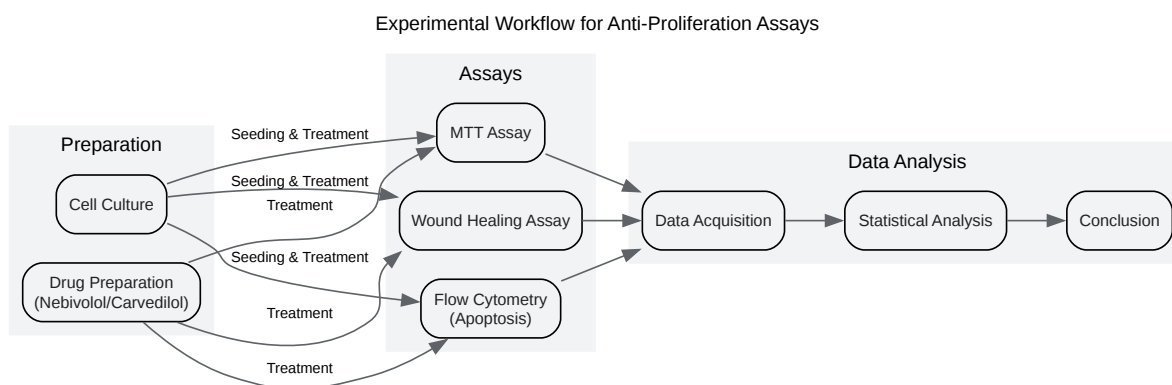 Experimental Workflow for Anti-Proliferation Assays
Preparation
Cell Culture
Drug Preparation
(Nebivolol/Carvedilol)
Seeding & Treatment
Seeding & Treatment
Treatment
Seeding & Treatment
Treatment
Treatment
Assays
MTT Assay
Wound Healing Assay
Flow Cytometry
(Apoptosis)
Data Analysis
Data Acquisition
Statistical Analysis
Conclusion